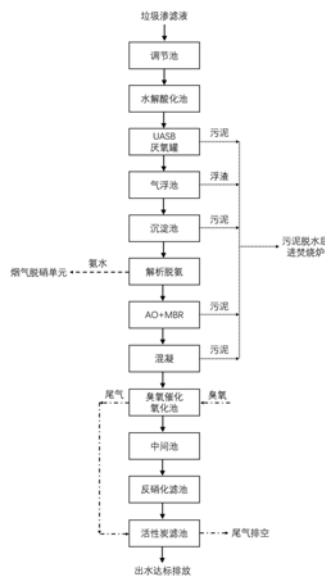 垃圾渗滤液
调节池
水解酸化池
UASB
厌氧罐
污泥
气浮池
浮渣
沉淀池
污泥
污泥脱水后
进焚烧炉
氨水
烟气脱硝单元
解析脱氨
AO+MBR
污泥
混凝
污泥
尾气
臭氧催化
氧化池
臭氧
中间池
反硝化滤池
活性炭滤池
尾气排空
出水达标排放